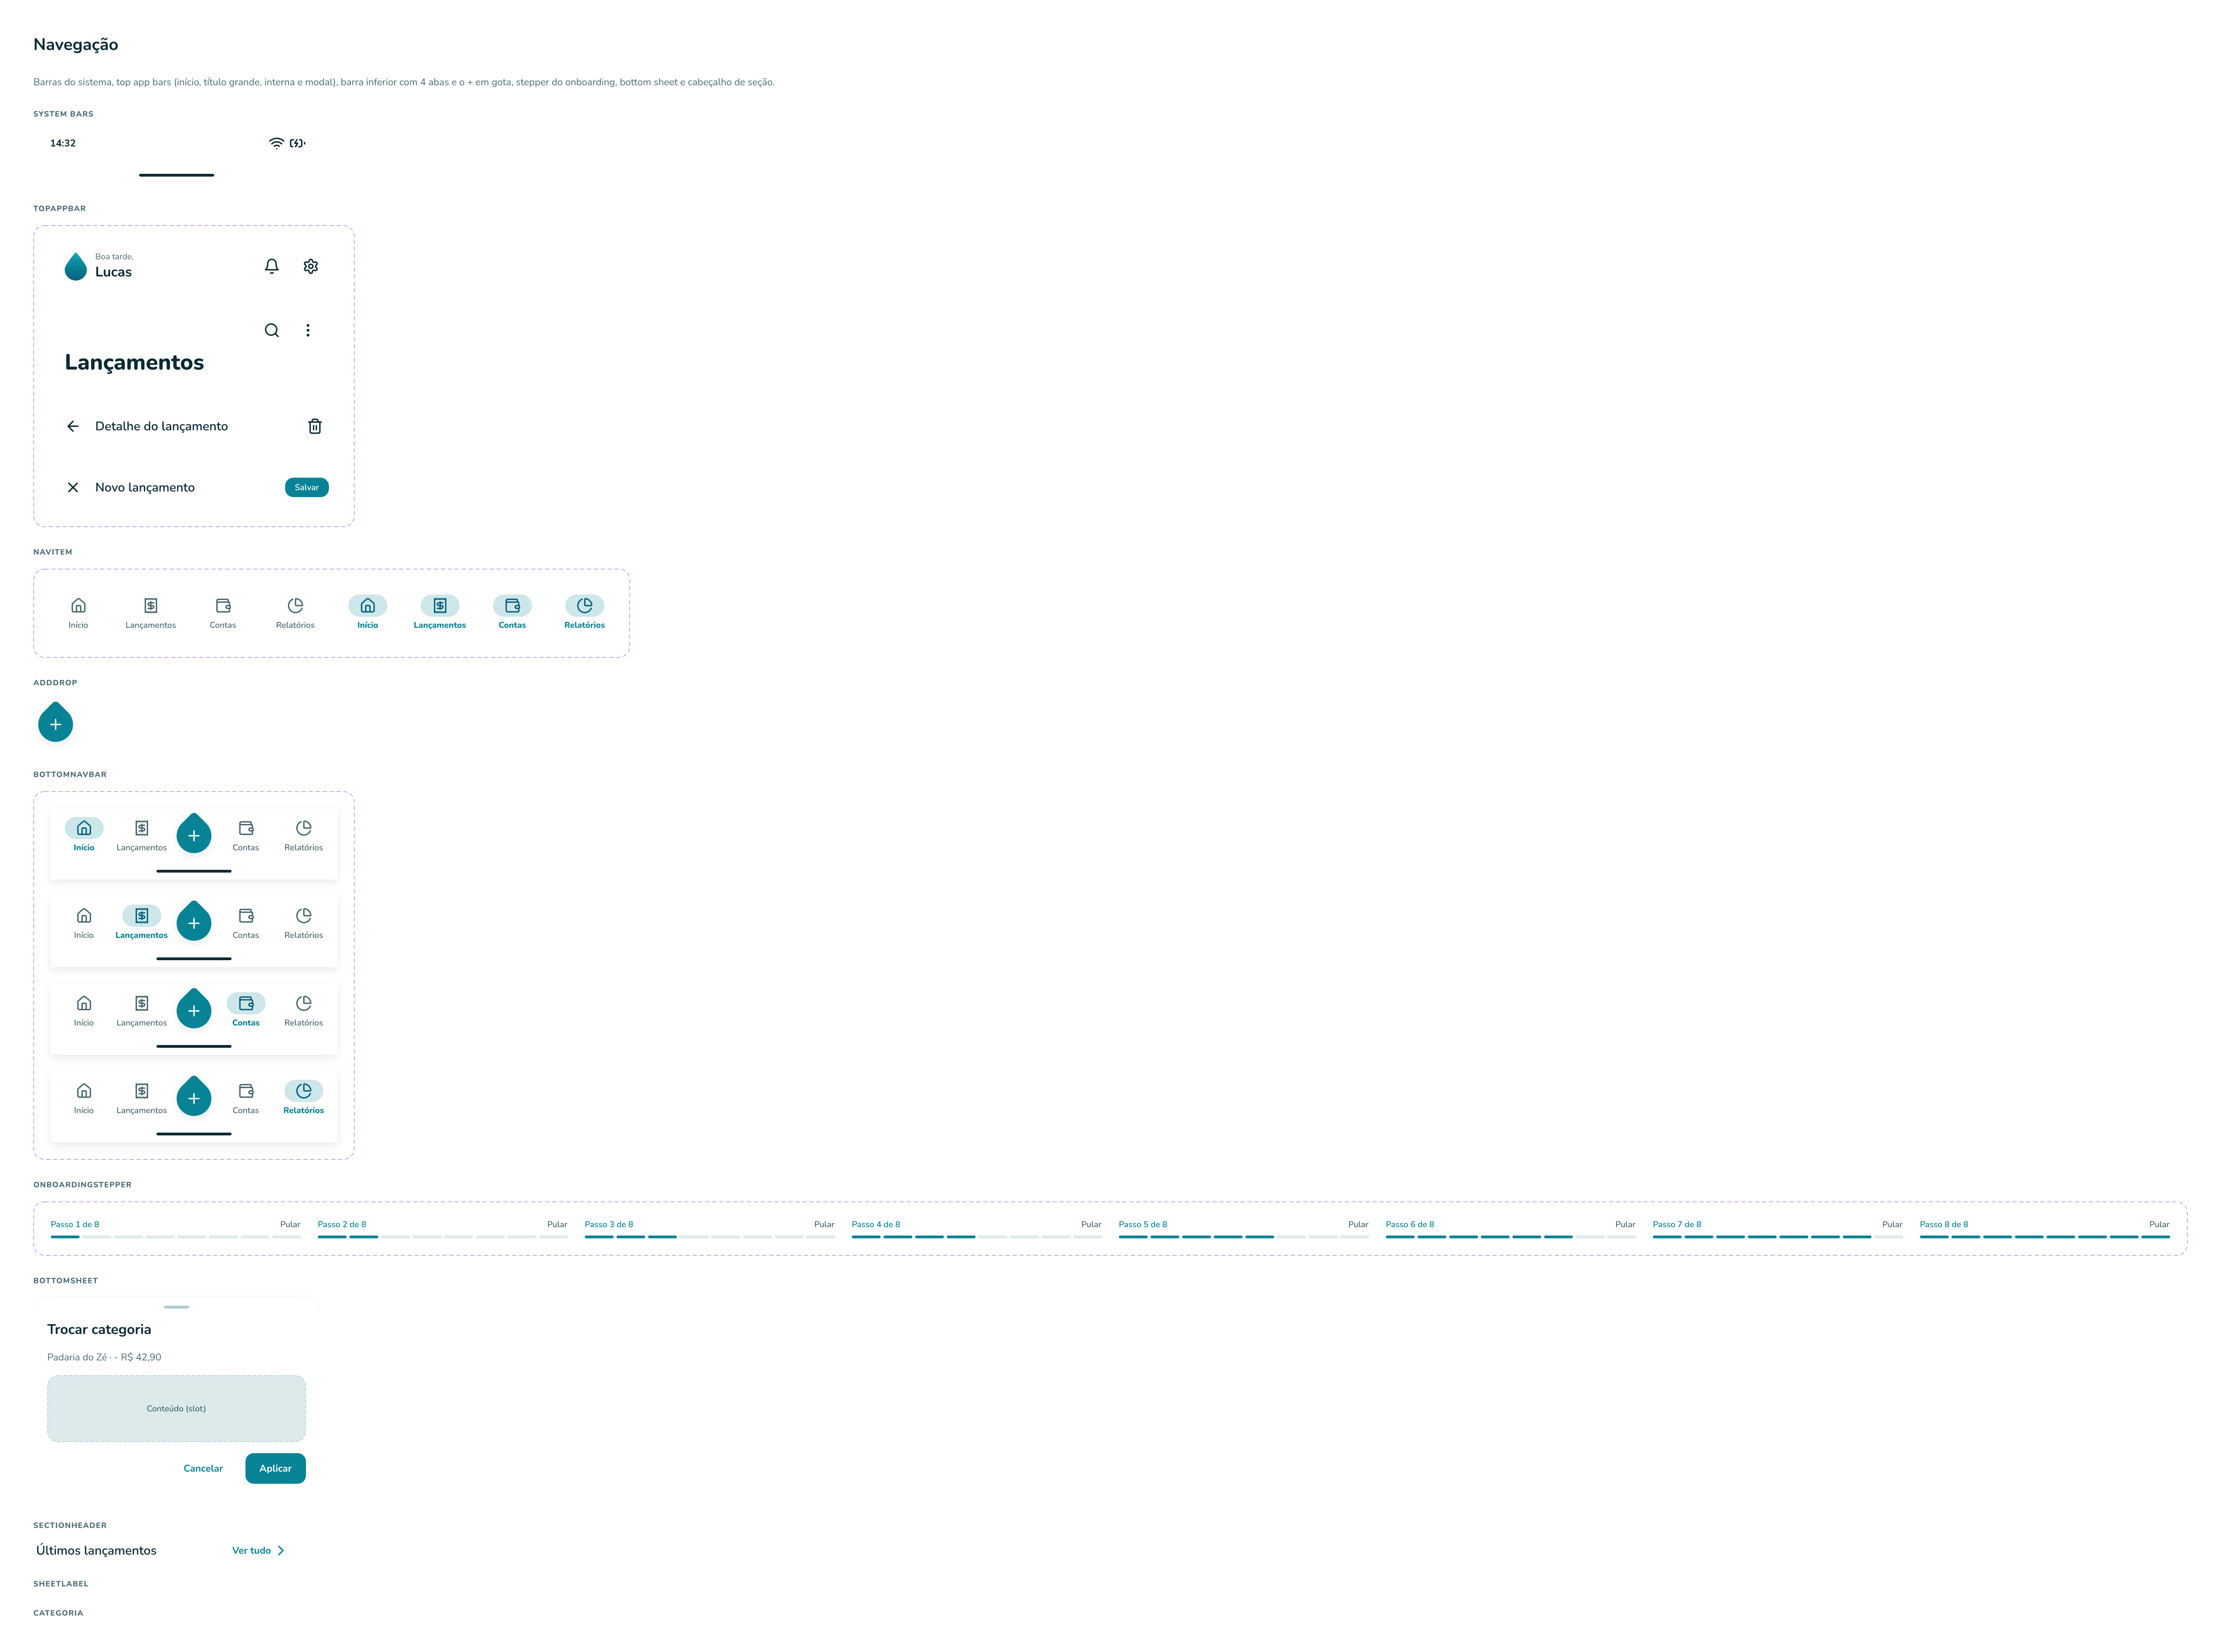 Navegação
Barras do sistema, top app bars (início, título grande, interna e modal), barra inferior com 4 abas e o + em gota, stepper do onboarding, bottom sheet e cabeçalho de seção.
SYSTEM BARS
14:32
TOPAPPBAR
Boa tarde,
Lucas
Lançamentos
Detalhe do lançamento
Novo lançamento Salvar
NAVITEM
Início Lançamentos Contas Relatórios Início Lançamentos Contas Relatórios
ADDDROP
BOTTOMNAVBAR
Início Lançamentos Contas Relatórios
Início Lançamentos Contas Relatórios
Início Lançamentos Contas Relatórios
Início Lançamentos Contas Relatórios
ONBOARDINGSTEPPER
Passo 1 de 8 Pular Passo 2 de 8 Pular Passo 3 de 8 Pular Passo 4 de 8 Pular Passo 5 de 8 Pular Passo 6 de 8 Pular Passo 7 de 8 Pular Passo 8 de 8 Pular
BOTTOMSHEET
Trocar categoria
Padaria do Zé · - R$ 42,90
Conteúdo (slot)
Cancelar Aplicar
SECTIONHEADER
Últimos lançamentos Ver tudo
SHEETLABEL
CATEGORIA